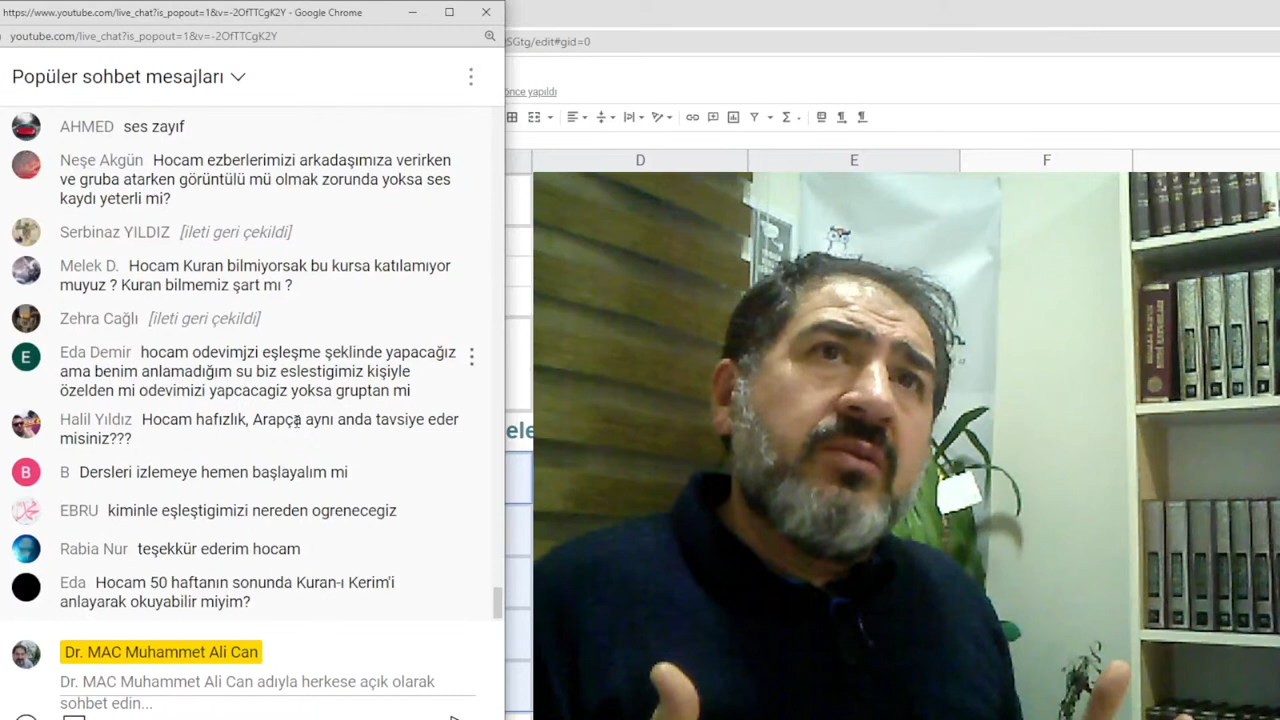 https://www.youtube.com/live_chat?is_popout=1&v=-2OfTTCgK2Y - Google Chrome
youtube.com/live_chat?is_popout=1&v=-2OfTTCgK2Y
SGtg/edit#gid=0
Popüler sohbet mesajları
önce yapıldı
D E F
AHMED ses zayıf
Neşe Akgün Hocam ezberlerimizi arkadaşımıza verirken
ve gruba atarken görüntülü mü olmak zorunda yoksa ses
kaydı yeterli mi?
Serbinaz YILDIZ [ileti geri çekildi]
Melek D. Hocam Kuran bilmiyorsak bu kursa katılamıyor
muyuz ? Kuran bilmemiz şart mı ?
Zehra Cağlı [ileti geri çekildi]
E Eda Demir hocam odevimjzi eşleşme şeklinde yapacağız
ama benim anlamadığım su biz eslestigimiz kişiyle
özelden mi odevimizi yapcacagiz yoksa gruptan mi
Halil Yıldız Hocam hafızlık, Arapça aynı anda tavsiye eder
misiniz???
ele
B B Dersleri izlemeye hemen başlayalım mi
EBRU kiminle eşleştigimizi nereden ogrenecegiz
Rabia Nur teşekkür ederim hocam
Eda Hocam 50 haftanın sonunda Kuran-ı Kerim'i
anlayarak okuyabilir miyim?
Dr. MAC Muhammet Ali Can
Dr. MAC Muhammet Ali Can adıyla herkese açık olarak
sohbet edin...